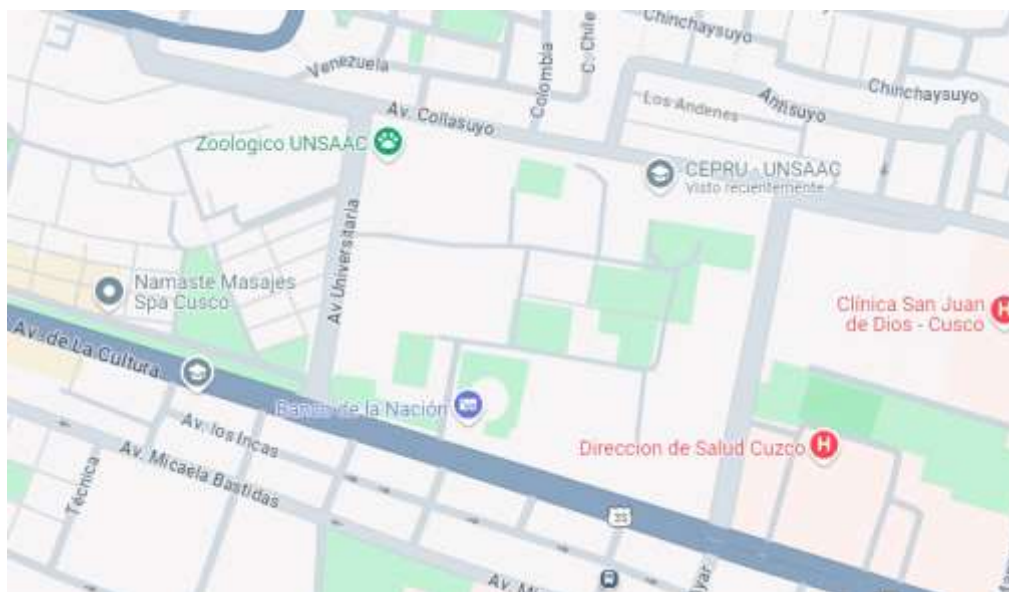 Chinchaysuyo
C. Chile
Colombia
Venezuela
Chinchaysuyo
Antisuyo
Los Andenes
Av. Collasuyo
Zoologico UNSAAC
CEPRU - UNSAAC
Visto recientemente
Av. Universitaria
Namaste Masajes
Spa Cusco
Clínica San Juan
de Dios - Cusco
Av. de La Cultura
Banco de la Nación
Av. los Incas
Direccion de Salud Cuzco
Av. Micaela Bastidas
Técnica
3S
Av.